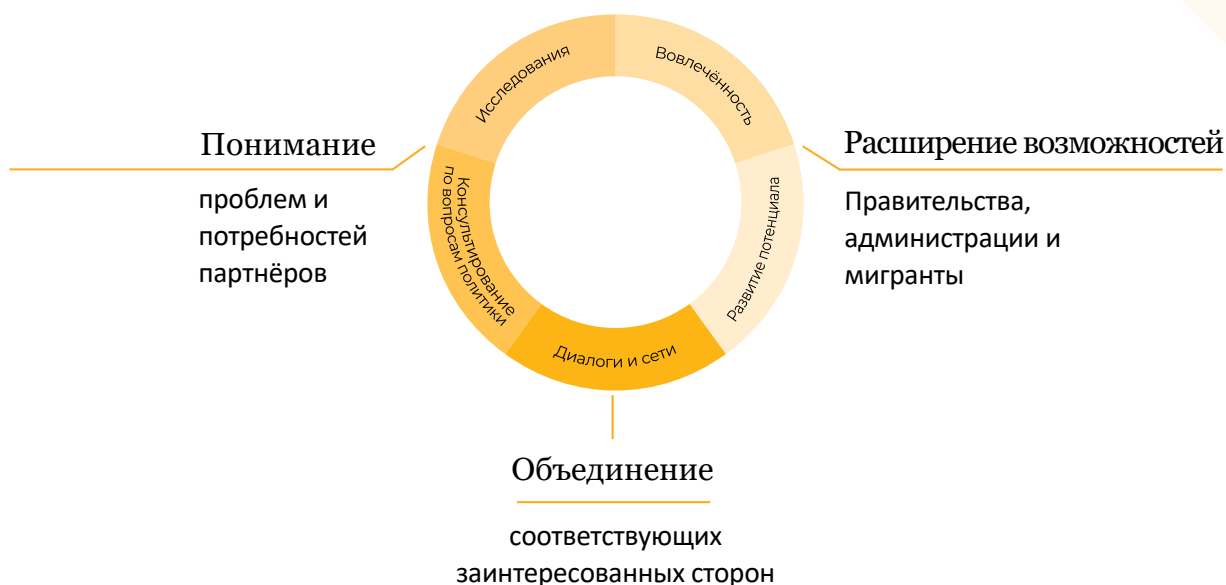 Исследования
Вовлечённость
Понимание
проблем и
потребностей
партнёров
Консультирование
по вопросам политики
Развитие потенциала
Расширение возможностей
Правительства,
администрации и
мигранты
Диалоги и сети
Объединение
соответствующих
заинтересованных сторон